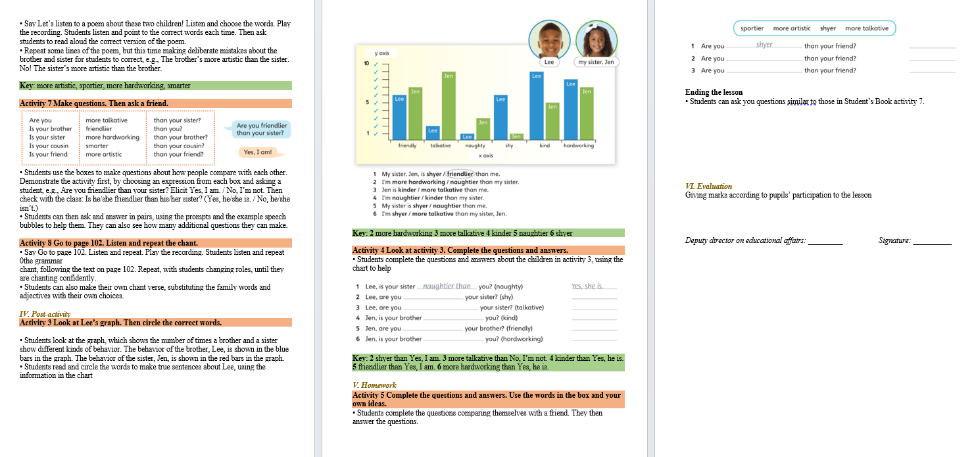 • Say Let's listen to a poem about these two children! Listen and choose the words. Play
the recording. Students listen and point to the correct words each time. Then ask
students to read aloud the correct version of the poem.
• Repeat some lines of the poem, but this time making deliberate mistakes about the
brother and sister for students to correct, e.g., The brother's more artistic than the sister.
No! The sister's more artistic than the brother.
Key: more artistic, sportier, more hardworking, smarter
Activity 7 Make questions. Then ask a friend.
Are you more talkative than your sister?
Is your brother friendlier than you?
Is your sister more hardworking than your brother?
Is your cousin smarter than your cousin?
Is your friend more artistic than your friend?
Are you friendlier
than your sister?
Yes, I am!
• Students use the boxes to make questions about how people compare with each other.
Demonstrate the activity first, by choosing an expression from each box and asking a
student, e.g., Are you friendlier than your sister? Elicit Yes, I am. / No, I'm not. Then
check with the class: Is he/she friendlier than his/her sister? (Yes, he/she is. / No, he/she
isn't.)
• Students can then ask and answer in pairs, using the prompts and the example speech
bubbles to help them. They can also see how many additional questions they can make.
Activity 8 Go to page 102. Listen and repeat the chant.
• Say Go to page 102. Listen and repeat. Play the recording. Students listen and repeat
0the grammar
chant, following the text on page 102. Repeat, with students changing roles, until they
are chanting confidently.
• Students can also make their own chant verse, substituting the family words and
adjectives with their own choices.
IV. Post-activity
Activity 3 Look at Lee's graph. Then circle the correct words.
• Students look at the graph, which shows the number of times a brother and a sister
show different kinds of behavior. The behavior of the brother, Lee, is shown in the blue
bars in the graph. The behavior of the sister, Jen, is shown in the red bars in the graph.
• Students read and circle the words to make true sentences about Lee, using the
information in the chart
Lee
my sister, Jen
y axis
10
5
1
Lee Jen
Lee Jen
Lee Jen
Lee Jen
Lee Jen
Lee Jen
friendly talkative naughty shy kind hardworking
x axis
1 My sister, Jen, is shyer / friendlier than me.
2 I'm more hardworking / naughtier than my sister.
3 Jen is kinder / more talkative than me.
4 I'm naughtier / kinder than my sister.
5 My sister is shyer / naughtier than me.
6 I'm shyer / more talkative than my sister, Jen.
Key: 2 more hardworking 3 more talkative 4 kinder 5 naughtier 6 shyer
Activity 4 Look at activity 3. Complete the questions and answers.
• Students complete the questions and answers about the children in activity 3, using the
chart to help
1 Lee, is your sister naughtier than you? (naughty) Yes, she is.
2 Lee, are you ________ your sister? (shy) ________
3 Lee, are you ________ your sister? (talkative) ________
4 Jen, is your brother ________ you? (kind) ________
5 Jen, are you ________ your brother? (friendly) ________
6 Jen, is your brother ________ you? (hardworking) ________
Key: 2 shyer than Yes, I am. 3 more talkative than No, I'm not. 4 kinder than Yes, he is.
5 friendlier than Yes, I am. 6 more hardworking than Yes, he is.
V. Homework
Activity 5 Complete the questions and answers. Use the words in the box and your
own ideas.
• Students complete the questions comparing themselves with a friend. They then
answer the questions.
sportier more artistic shyer more talkative
1 Are you shyer than your friend? ________
2 Are you ________ than your friend? ________
3 Are you ________ than your friend? ________
Ending the lesson
• Students can ask you questions similar to those in Student's Book activity 7.
VI. Evaluation
Giving marks according to pupils' participation to the lesson
Deputy director on educational affairs: ________ Signature: ________